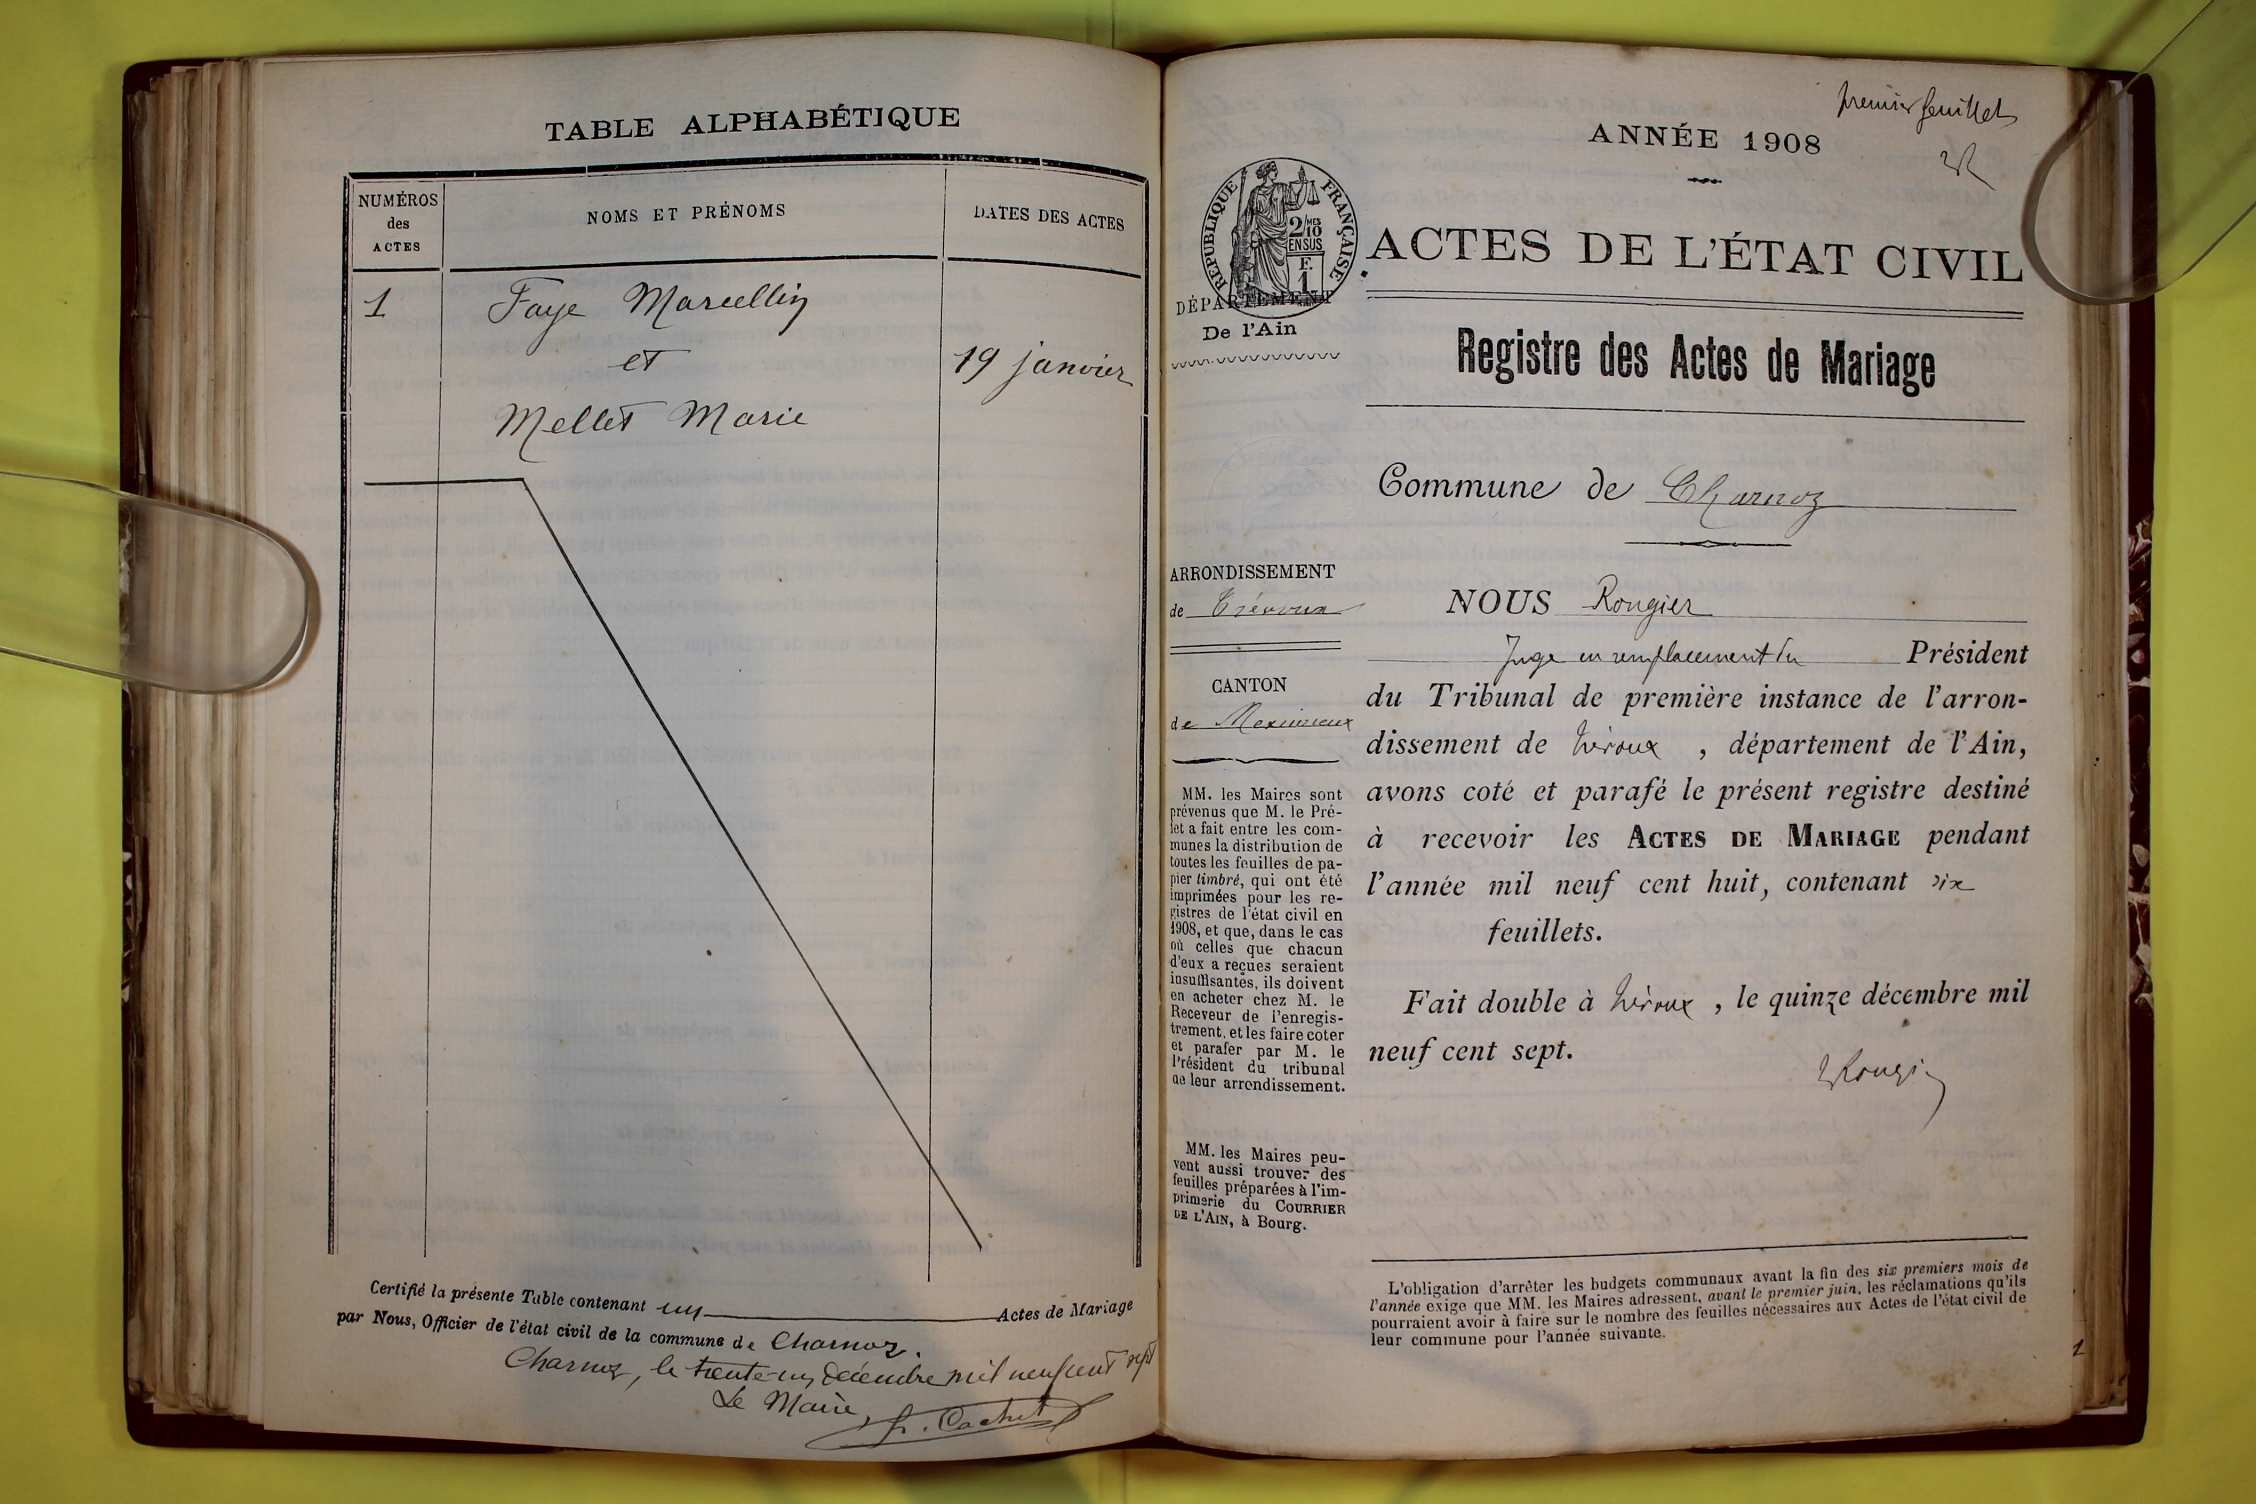 TABLE ALPHABÉTIQUE
NUMÉROS
des
ACTES
NOMS ET PRÉNOMS
DATES DES ACTES
1
Faye Marcellin
et
19 janvier
Mellet Marie
Certifié la présente Table contenant un Actes de Mariage
par Nous, Officier de l'état civil de la commune de Charnoz.
Charnoz, le trente-un décembre mil neuf cent sept
Le Maire,
Cachet
premier feuillet
ANNÉE 1908
RÉPUBLIQUE FRANÇAISE
2/10
MES
EN SUS
F.
1
ACTES DE L'ÉTAT CIVIL
DÉPARTEMENT
De l'Ain
Registre des Actes de Mariage
Commune de Charnoz
ARRONDISSEMENT
de Trévoux
CANTON
de Meximieux
MM. les Maires sont
prévenus que M. le Pré-
fet a fait entre les com-
munes la distribution de
toutes les feuilles de pa-
pier timbré, qui ont été
imprimées pour les re-
gistres de l'état civil en
1908, et que, dans le cas
où celles que chacun
d'eux a reçues seraient
insuffisantes, ils doivent
en acheter chez M. le
Receveur de l'enregis-
trement, et les faire coter
et parafer par M. le
Président du tribunal
de leur arrondissement.
MM. les Maires peu-
vent aussi trouver des
feuilles préparées à l'im-
primerie du COURRIER
DE L'AIN, à Bourg.
NOUS Rougier
Juge en remplacement du Président
du Tribunal de première instance de l'arron-
dissement de Trévoux, département de l'Ain,
avons coté et parafé le présent registre destiné
à recevoir les ACTES DE MARIAGE pendant
l'année mil neuf cent huit, contenant six
feuillets.
Fait double à Trévoux, le quinze décembre mil
neuf cent sept.
Rougier
L'obligation d'arrêter les budgets communaux avant la fin des six premiers mois de
l'année exige que MM. les Maires adressent, avant le premier juin, les réclamations qu'ils
pourraient avoir à faire sur le nombre des feuilles nécessaires aux Actes de l'état civil de
leur commune pour l'année suivante.
1